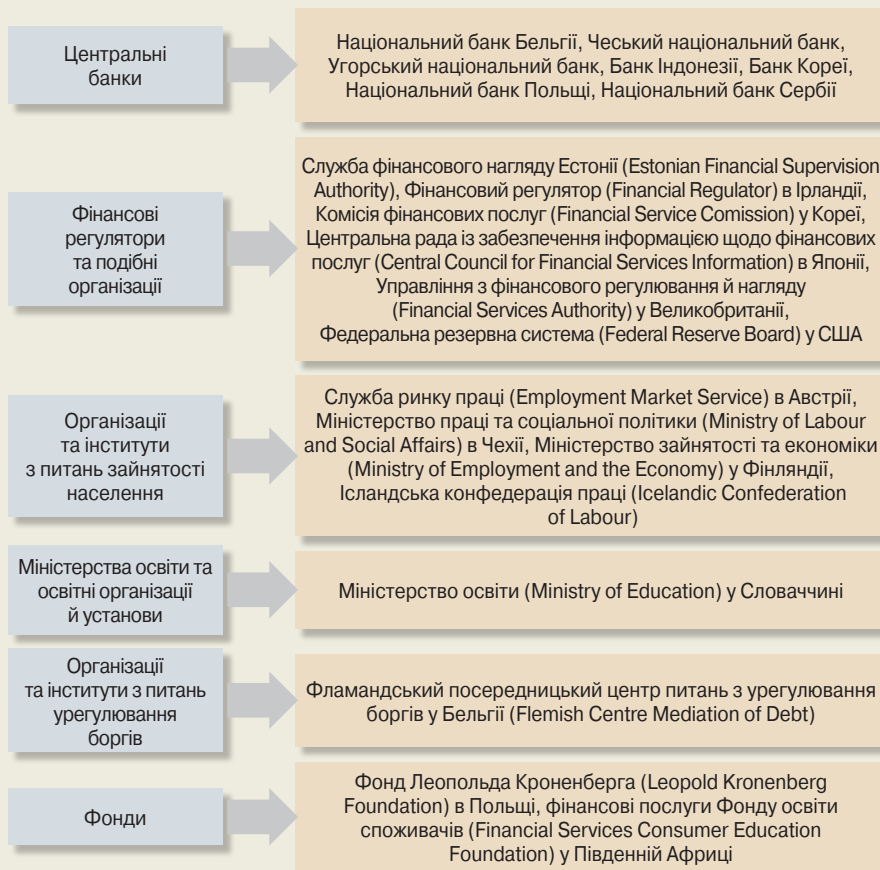 Центральні
банки
Національний банк Бельгії, Чеський національний банк,
Угорський національний банк, Банк Індонезії, Банк Кореї,
Національний банк Польщі, Національний банк Сербії
Фінансові
регулятори
та подібні
організації
Служба фінансового нагляду Естонії (Estonian Financial Supervision
Authority), Фінансовий регулятор (Financial Regulator) в Ірландії,
Комісія фінансових послуг (Financial Service Comission) у Кореї,
Центральна рада із забезпечення інформацією щодо фінансових
послуг (Central Council for Financial Services Information) в Японії,
Управління з фінансового регулювання й нагляду
(Financial Services Authority) у Великобританії,
Федеральна резервна система (Federal Reserve Board) у США
Організації
та інститути
з питань зайнятості
населення
Служба ринку праці (Employment Market Service) в Австрії,
Міністерство праці та соціальної політики (Ministry of Labour
and Social Affairs) в Чехії, Міністерство зайнятості та економіки
(Ministry of Employment and the Economy) у Фінляндії,
Ісландська конфедерація праці (Icelandic Confederation
of Labour)
Міністерства освіти та
освітні організації
й установи
Міністерство освіти (Ministry of Education) у Словаччині
Організації
та інститути з питань
урегулювання
боргів
Фламандський посередницький центр питань з урегулювання
боргів у Бельгії (Flemish Centre Mediation of Debt)
Фонди
Фонд Леопольда Кроненберга (Leopold Kronenberg
Foundation) в Польщі, фінансові послуги Фонду освіти
споживачів (Financial Services Consumer Education
Foundation) у Південній Африці